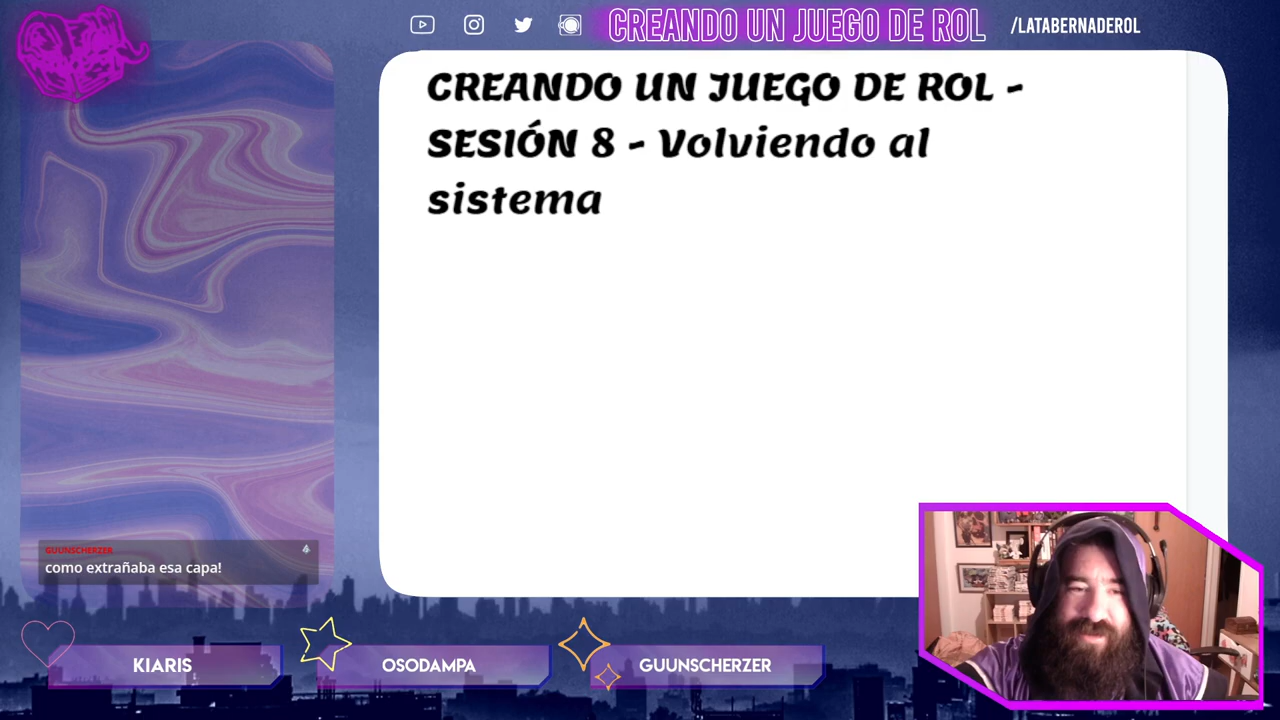 CREANDO UN JUEGO DE ROL
/LATABERNADEROL
CREANDO UN JUEGO DE ROL -
SESIÓN 8 - Volviendo al
sistema
GUUNSCHERZER
como extrañaba esa capa!
KIARIS
OSODAMPA
GUUNSCHERZER